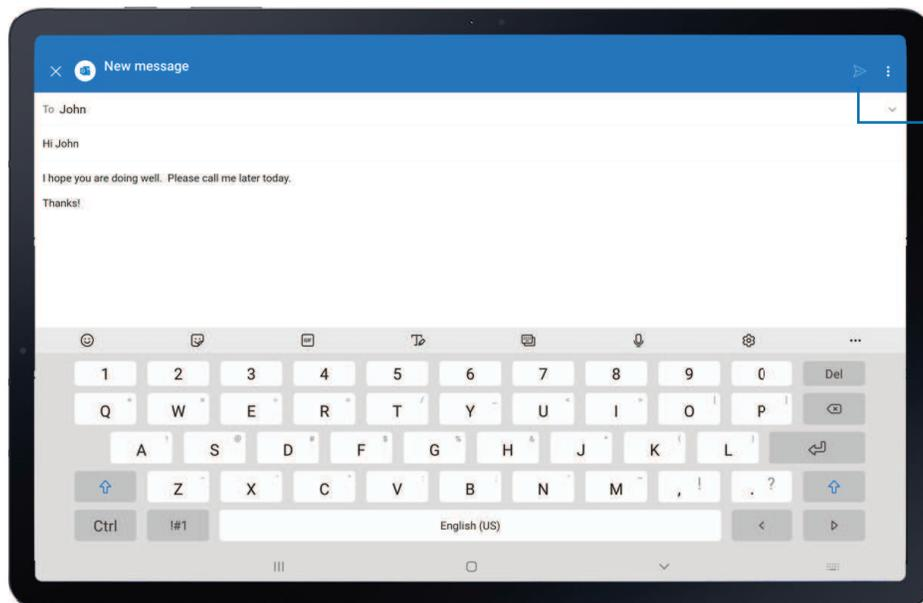 New message
To John
Hi John
I hope you are doing well. Please call me later today.
Thanks!
GIF
1 2 3 4 5 6 7 8 9 0 Del
Q W E R T Y U I O P
A S D F G H J K L
Z X C V B N M , ! . ?
Ctrl !#1 English (US) <